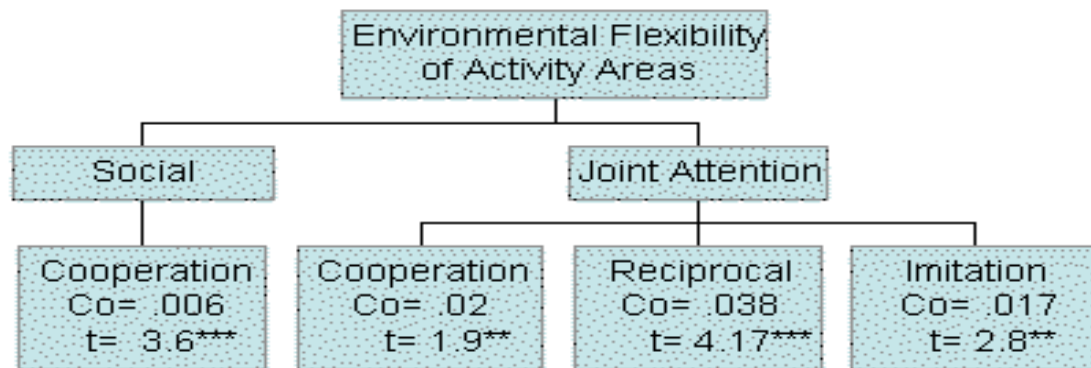 Environmental Flexibility
of Activity Areas
Social
Joint Attention
Cooperation
Co= .006
t= 3.6***
Cooperation
Co= .02
t= 1.9**
Reciprocal
Co= .038
t= 4.17***
Imitation
Co= .017
t= 2.8**